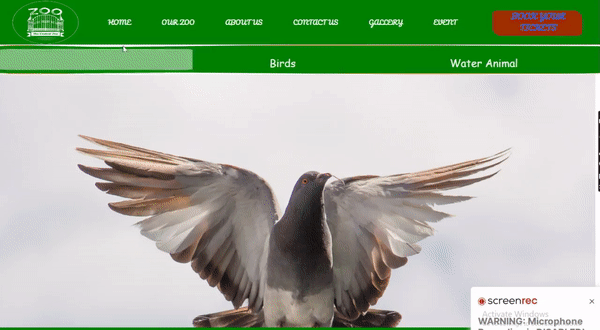 ZOO
HOME
OUR ZOO
ABOUT US
CONTACT US
GALLERY
EVENT
BOOK YOUR
TICKETS
Birds
Water Animal
screenrec
×
Activate Windows
WARNING: Microphone